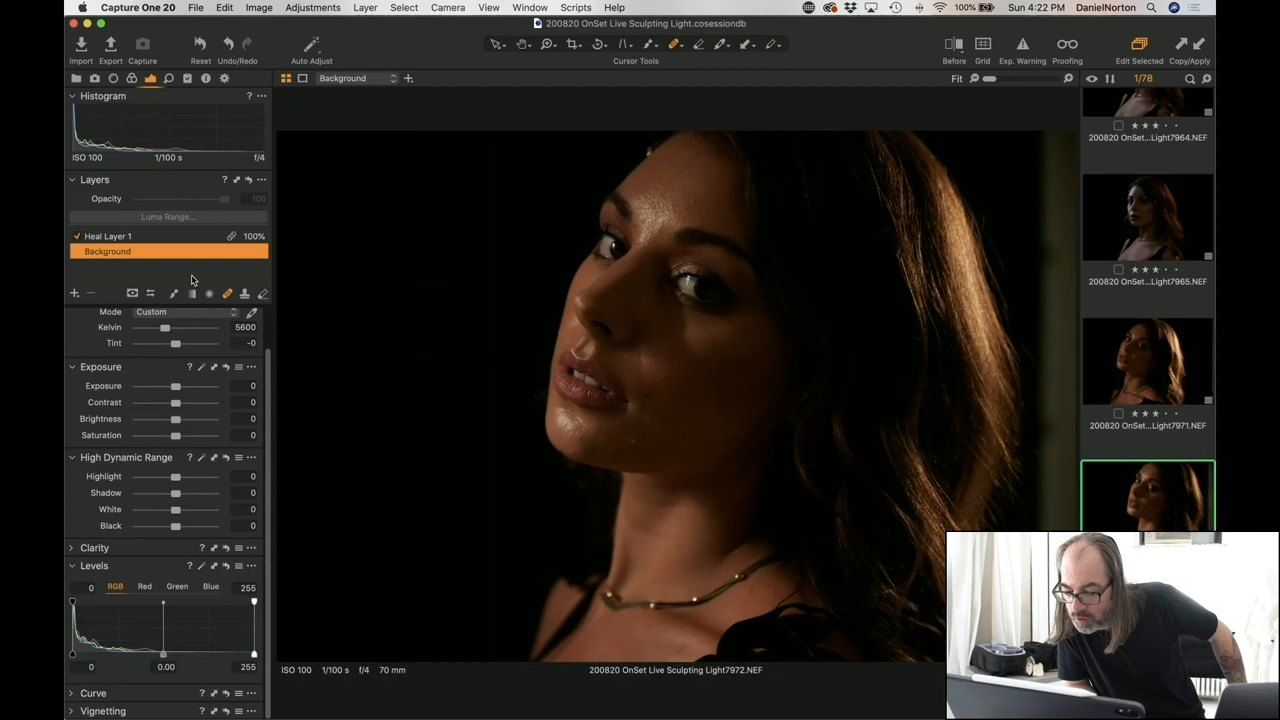 Capture One 20 File Edit Image Adjustments Layer Select Camera View Window Scripts Help 100% Sun 4:22 PM DanielNorton
200820 OnSet Live Sculpting Light.cosessiondb
Import Export Capture Reset Undo/Redo Auto Adjust Cursor Tools Before Grid Exp. Warning Proofing Edit Selected Copy/Apply
Background Fit 1/78
Histogram ? ...
ISO 100 1/100 s f/4
Layers ? ...
Opacity 100
Luma Range...
Heal Layer 1 100%
Background
Mode Custom
Kelvin 5600
Tint -0
Exposure ? ...
Exposure 0
Contrast 0
Brightness 0
Saturation 0
High Dynamic Range ? ...
Highlight 0
Shadow 0
White 0
Black 0
Clarity ? ...
Levels ? ...
0 RGB Red Green Blue 255
0 0.00 255
Curve ? ...
Vignetting ? ...
ISO 100 1/100 s f/4 70 mm 200820 OnSet Live Sculpting Light7972.NEF
200820 OnSet...Light7964.NEF
200820 OnSet...Light7965.NEF
200820 OnSet...Light7971.NEF